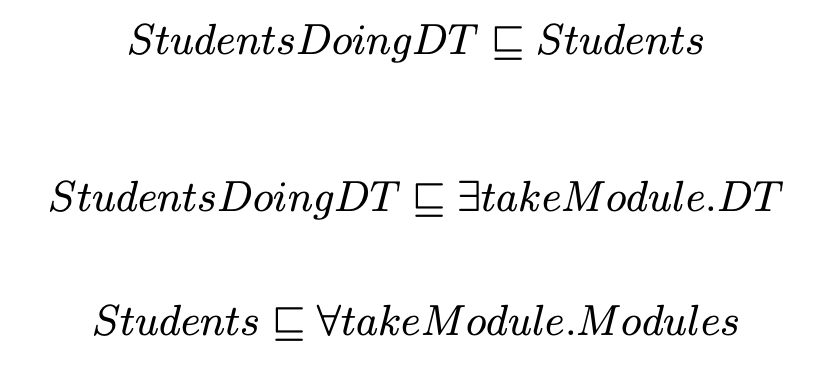 StudentsDoingDT ⊑ Students
StudentsDoingDT ⊑ ∃takeModule.DT
Students ⊑ ∀takeModule.Modules